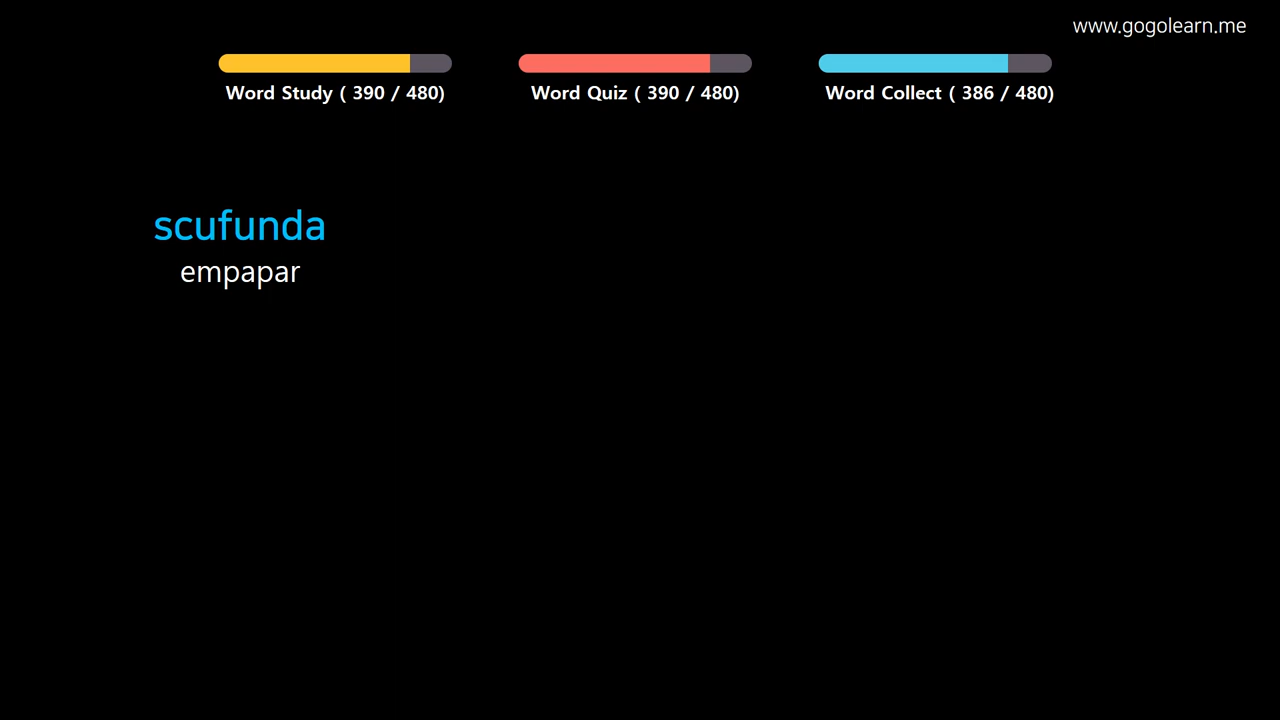 www.gogolearn.me
Word Study ( 390 / 480)
Word Quiz ( 390 / 480)
Word Collect ( 386 / 480)
scufunda
empapar